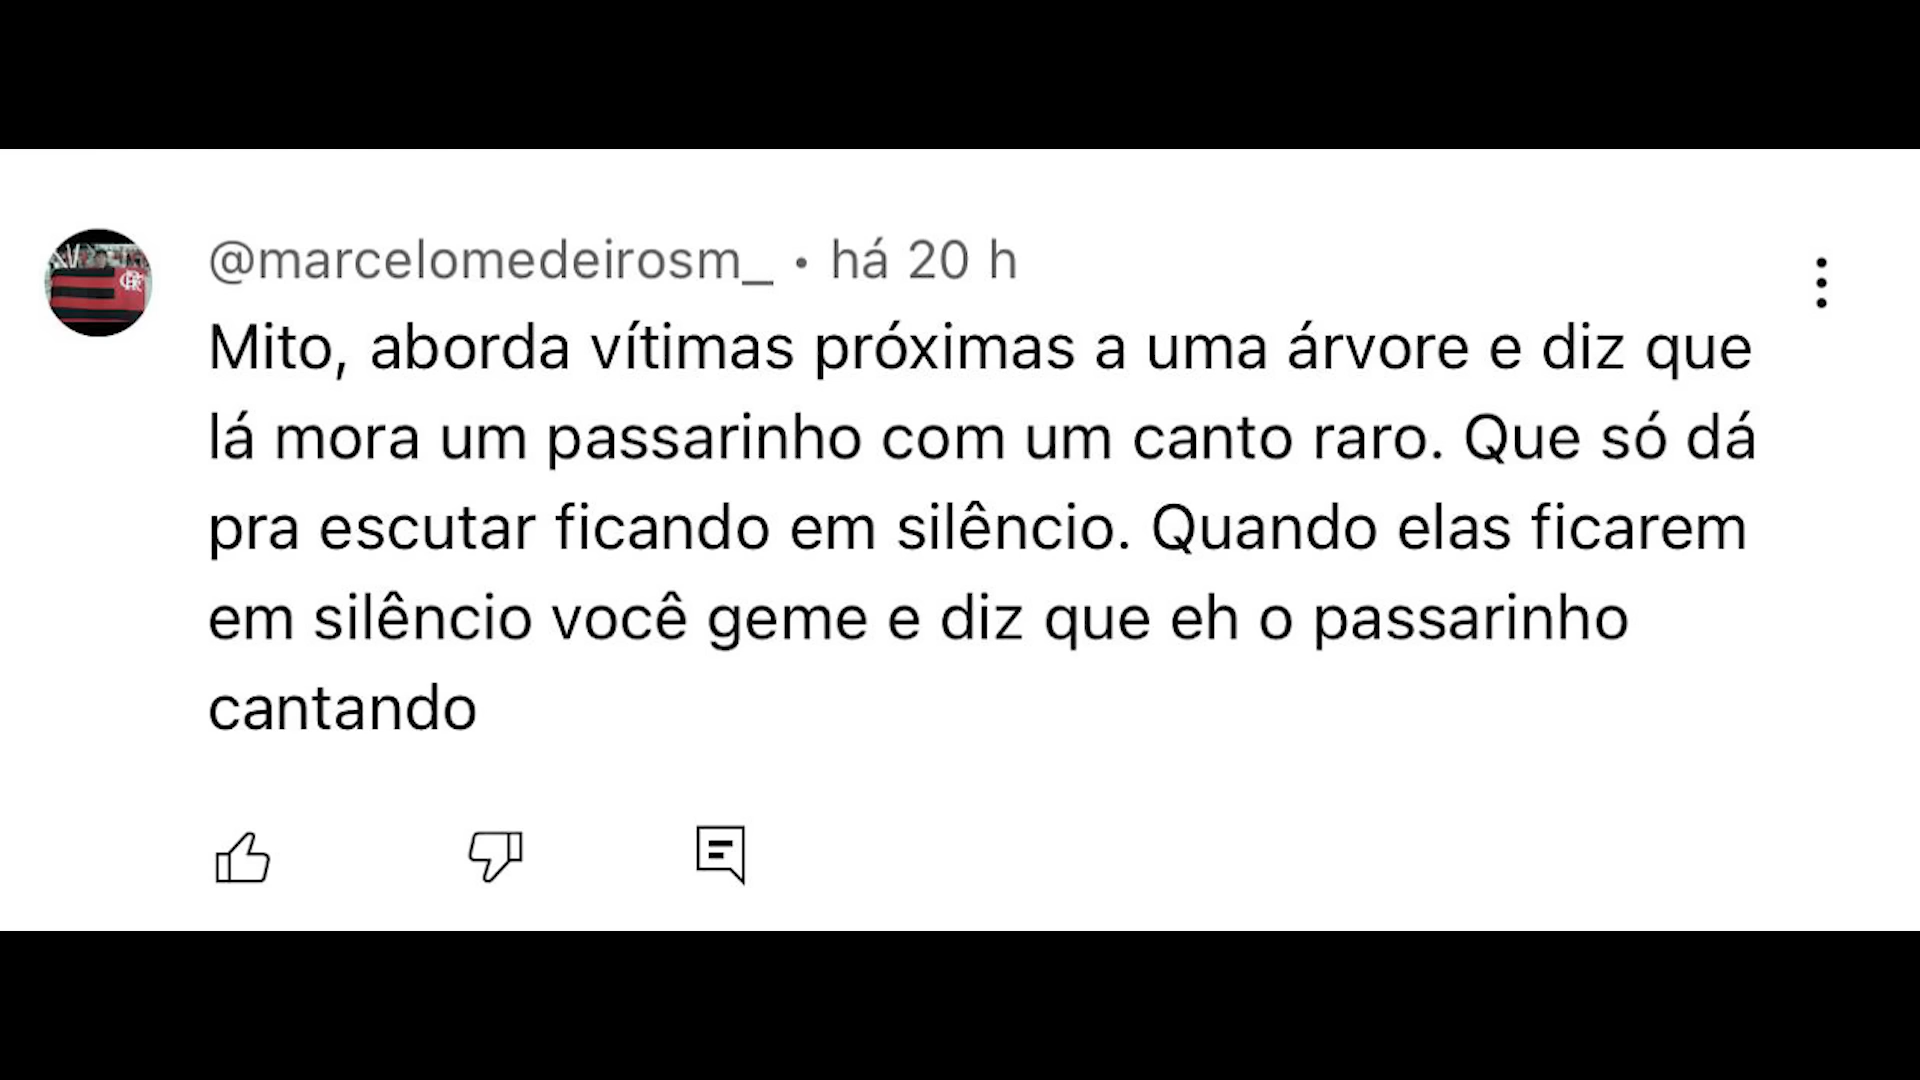 @marcelomedeirosm_ • há 20 h
Mito, aborda vítimas próximas a uma árvore e diz que
lá mora um passarinho com um canto raro. Que só dá
pra escutar ficando em silêncio. Quando elas ficarem
em silêncio você geme e diz que eh o passarinho
cantando